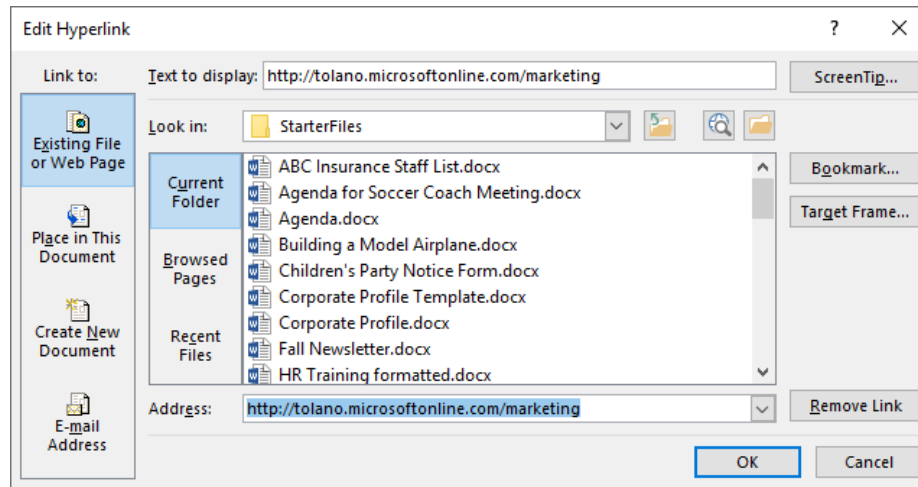 Edit Hyperlink
?
Link to:
Text to display:
http://tolano.microsoftonline.com/marketing
ScreenTip...
Existing File
or Web Page
Look in:
StarterFiles
Current
Folder
ABC Insurance Staff List.docx
Agenda for Soccer Coach Meeting.docx
Agenda.docx
Building a Model Airplane.docx
Children's Party Notice Form.docx
Corporate Profile Template.docx
Corporate Profile.docx
Fall Newsletter.docx
HR Training formatted.docx
Bookmark...
Target Frame...
Place in This
Document
Browsed
Pages
Create New
Document
Recent
Files
E-mail
Address
Address:
http://tolano.microsoftonline.com/marketing
Remove Link
OK
Cancel